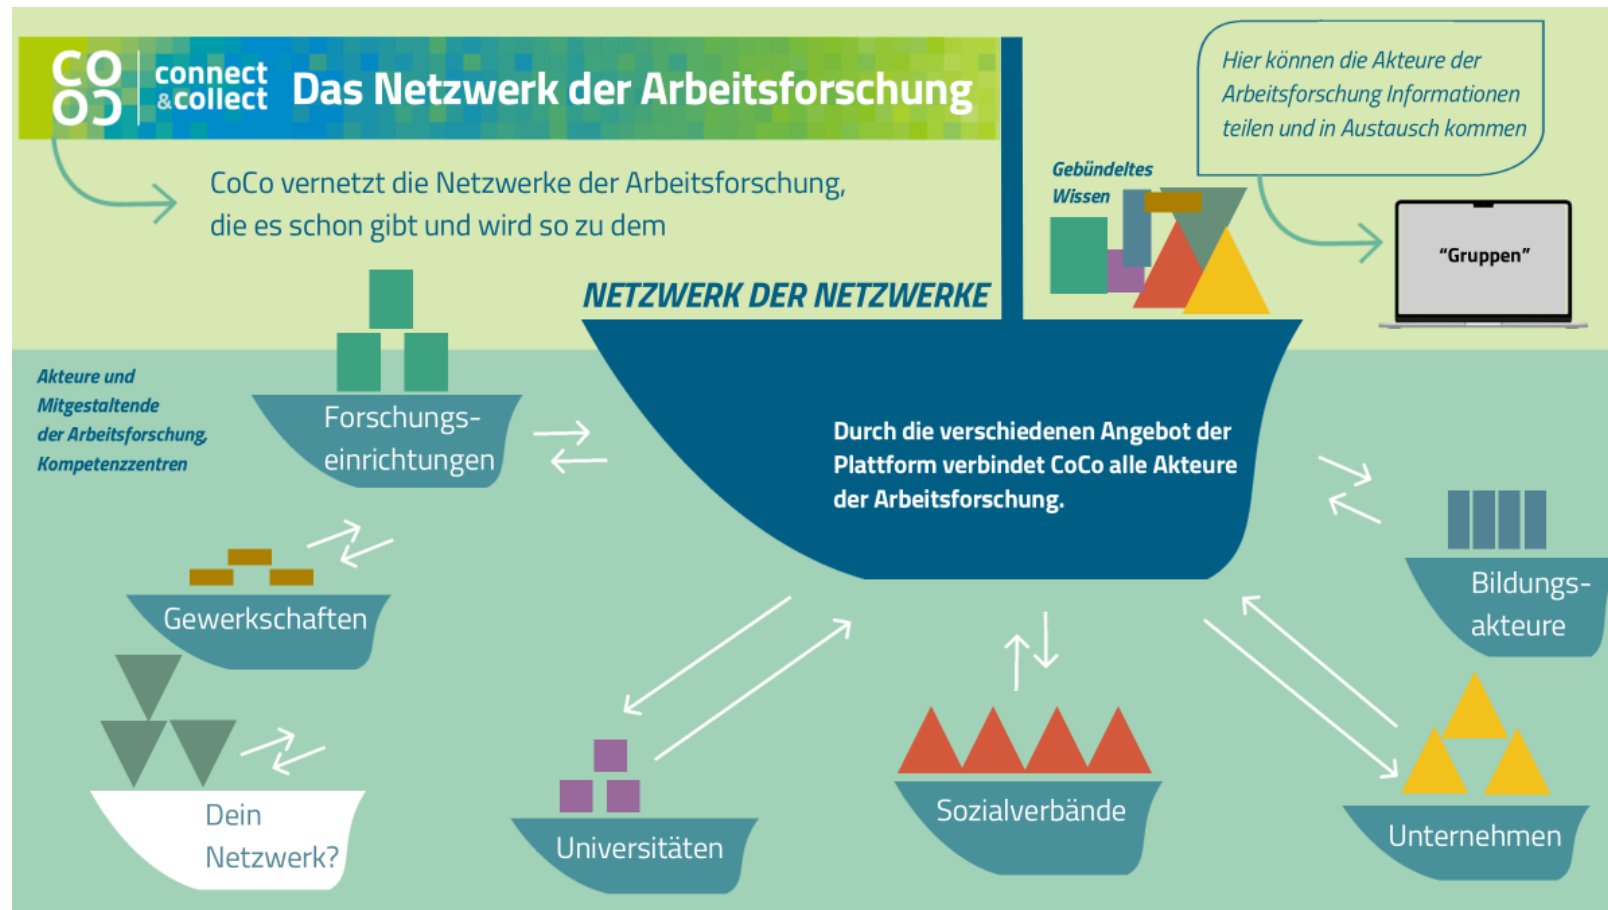 CO
CO
connect
&collect
Das Netzwerk der Arbeitsforschung
Hier können die Akteure der
Arbeitsforschung Informationen
teilen und in Austausch kommen
CoCo vernetzt die Netzwerke der Arbeitsforschung,
die es schon gibt und wird so zu dem
NETZWERK DER NETZWERKE
Gebündeltes
Wissen
“Gruppen”
Akteure und
Mitgestaltende
der Arbeitsforschung,
Kompetenzzentren
Forschungs-
einrichtungen
Durch die verschiedenen Angebot der
Plattform verbindet CoCo alle Akteure
der Arbeitsforschung.
Gewerkschaften
Bildungs-
akteure
Dein
Netzwerk?
Universitäten
Sozialverbände
Unternehmen